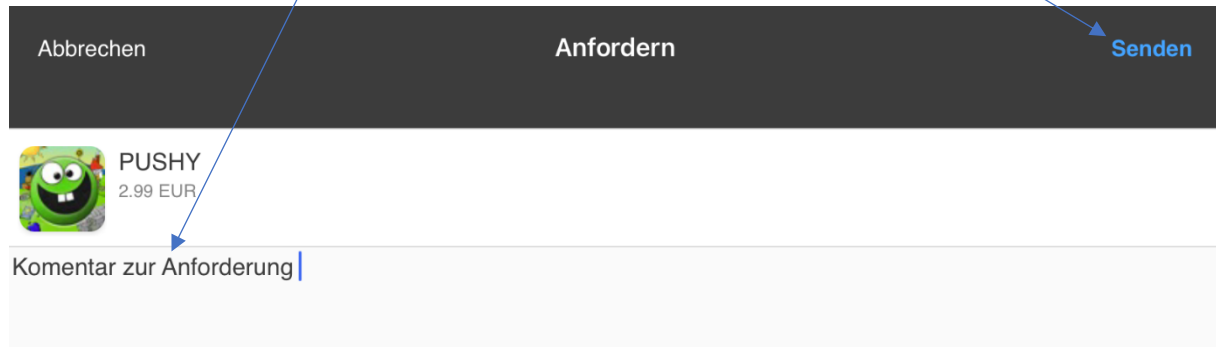 Abbrechen Anfordern Senden
PUSHY
2.99 EUR
Komentar zur Anforderung